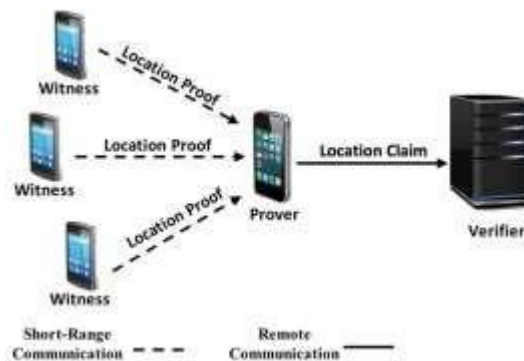 Witness
Location Proof
Witness
Location Proof
Prover
Location Claim
Verifier
Location Proof
Witness
Short-Range
Communication
Remote
Communication